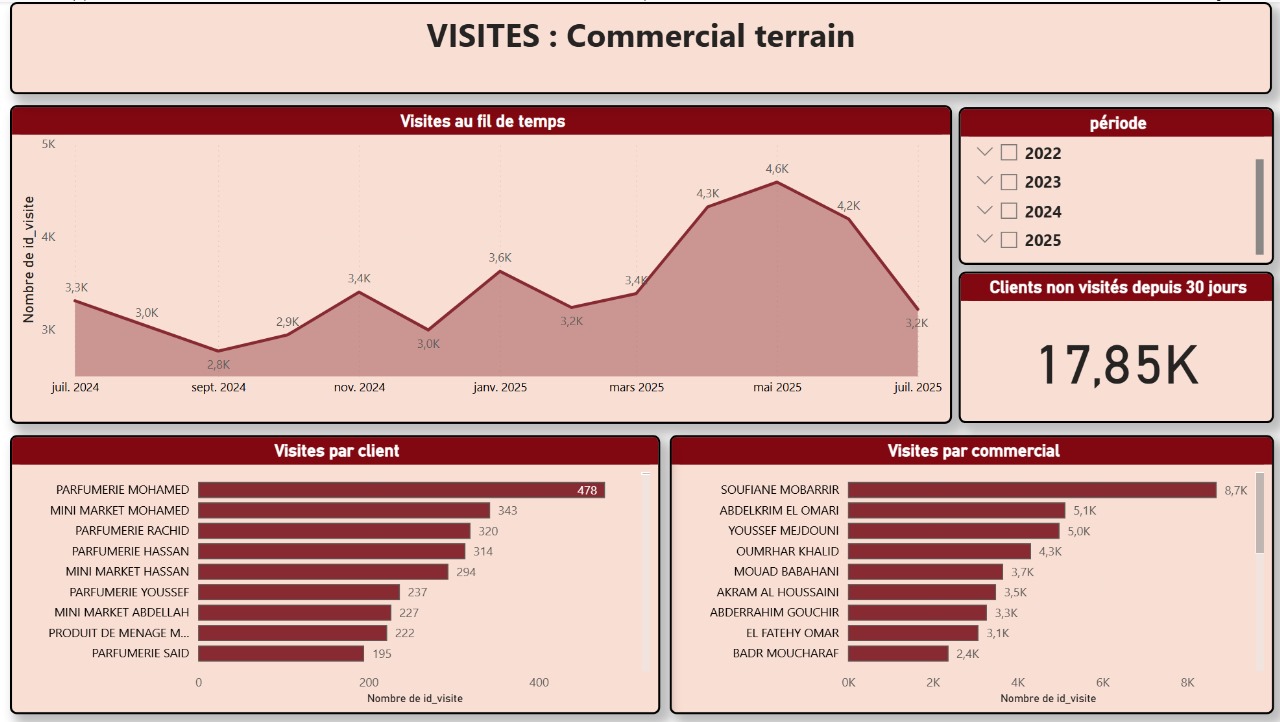 VISITES : Commercial terrain
Visites au fil de temps
Nombre de id_visite
5K
4K
3K
3,3K
3,0K
2,8K
2,9K
3,4K
3,0K
3,6K
3,2K
3,4K
4,3K
4,6K
4,2K
3,2K
juil. 2024
sept. 2024
nov. 2024
janv. 2025
mars 2025
mai 2025
juil. 2025
période
2022
2023
2024
2025
Clients non visités depuis 30 jours
17,85K
Visites par client
PARFUMERIE MOHAMED 478
MINI MARKET MOHAMED 343
PARFUMERIE RACHID 320
PARFUMERIE HASSAN 314
MINI MARKET HASSAN 294
PARFUMERIE YOUSSEF 237
MINI MARKET ABDELLAH 227
PRODUIT DE MENAGE M... 222
PARFUMERIE SAID 195
0 200 400
Nombre de id_visite
Visites par commercial
SOUFIANE MOBARRIR 8,7K
ABDELKRIM EL OMARI 5,1K
YOUSSEF MEJDOUNI 5,0K
OUMRHAR KHALID 4,3K
MOUAD BABAHANI 3,7K
AKRAM AL HOUSSAINI 3,5K
ABDERRAHIM GOUCHIR 3,3K
EL FATEHY OMAR 3,1K
BADR MOUCHARAF 2,4K
0K 2K 4K 6K 8K
Nombre de id_visite